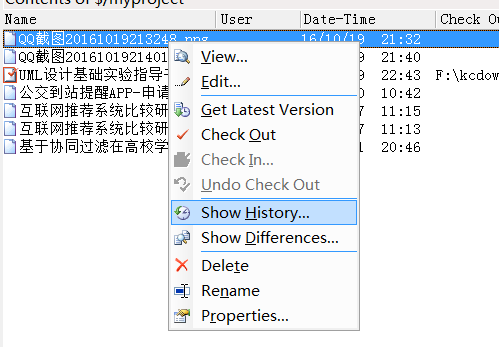 Contents of $/myproject
Name User Date-Time Check Ou
QQ截图20161019213248.png 16/10/19 21:32
QQ截图2016101921401 9 21:40
UML设计基础实验指导 9 22:43 F:\kcdow
公交到站提醒APP-申请 0 10:42
互联网推荐系统比较研 7 11:15
互联网推荐系统比较研 7 11:13
基于协同过滤在高校学 1 20:46
View...
Edit...
Get Latest Version
Check Out
Check In...
Undo Check Out
Show History...
Show Differences...
Delete
Rename
Properties...